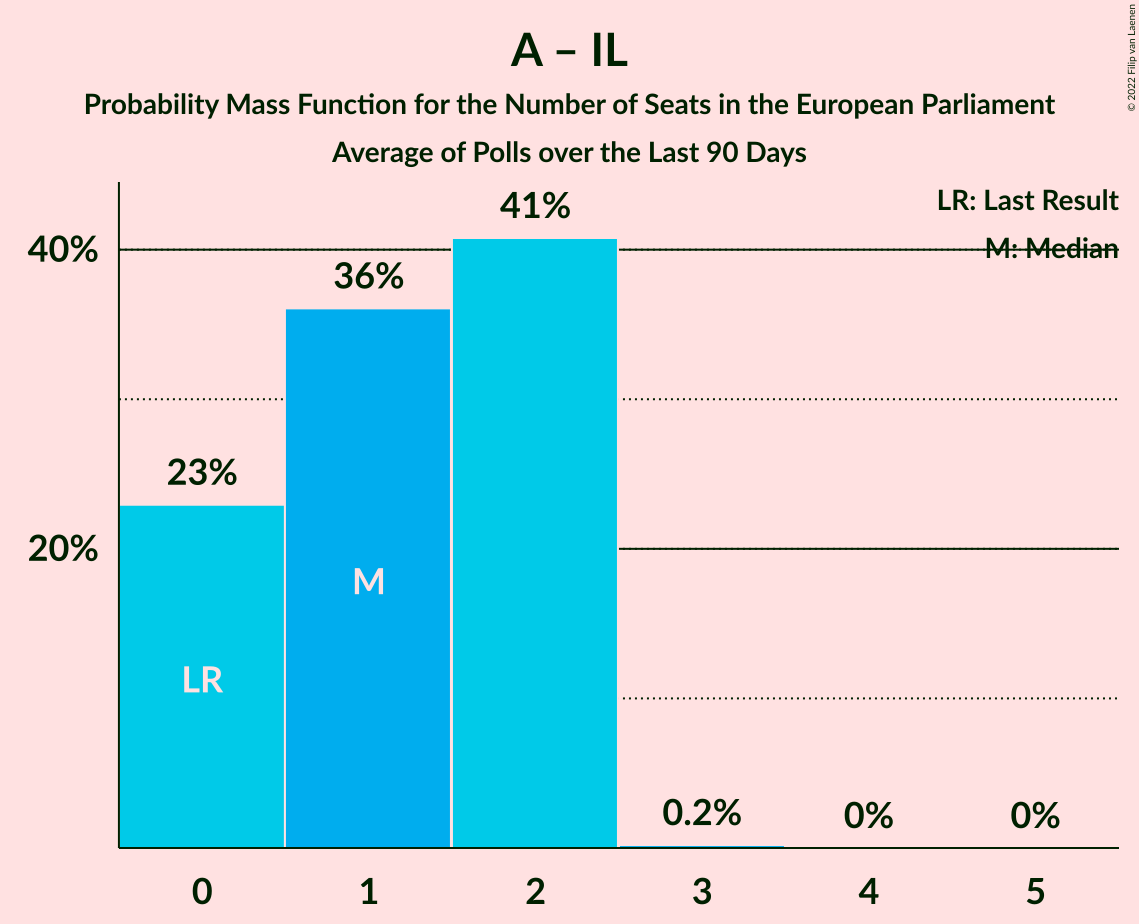 A – IL
Probability Mass Function for the Number of Seats in the European Parliament
Average of Polls over the Last 90 Days
© 2022 Filip van Laenen
LR: Last Result
M: Median
40%
20%
23%
36%
41%
0.2%
0%
0%
LR
M
0
1
2
3
4
5